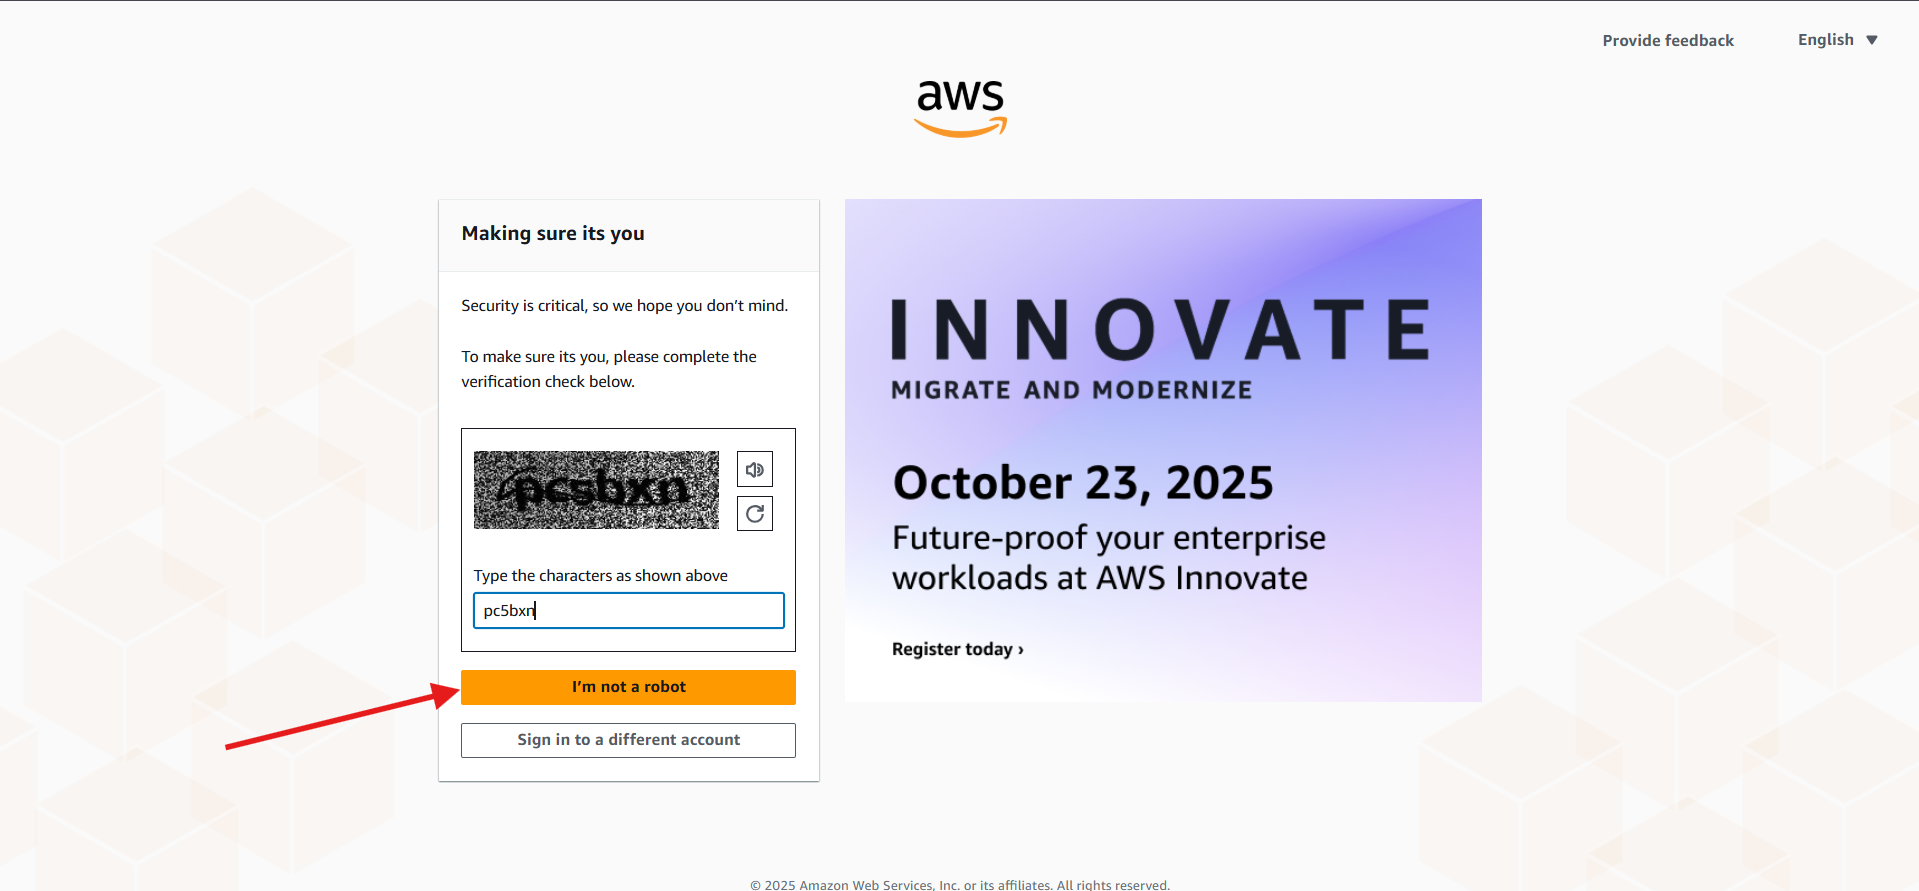 Provide feedback
English
aws
Making sure its you
Security is critical, so we hope you don’t mind.
To make sure its you, please complete the
verification check below.
Type the characters as shown above
pc5bxn
I’m not a robot
Sign in to a different account
INNOVATE
MIGRATE AND MODERNIZE
October 23, 2025
Future-proof your enterprise
workloads at AWS Innovate
Register today ›
© 2025 Amazon Web Services, Inc. or its affiliates. All rights reserved.